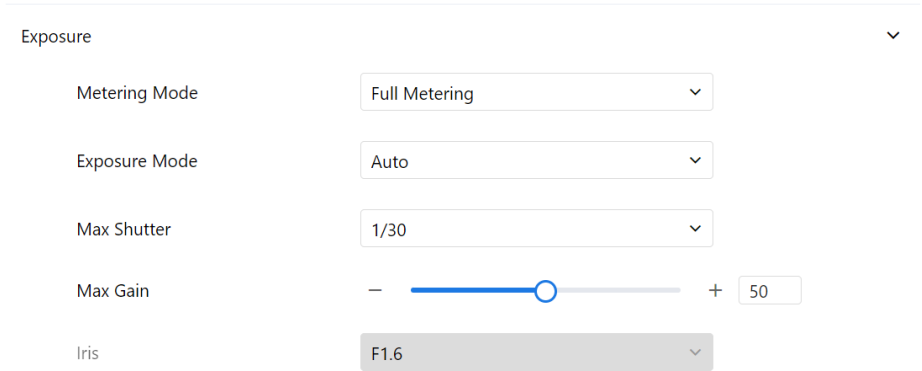 Exposure
Metering Mode Full Metering
Exposure Mode Auto
Max Shutter 1/30
Max Gain − + 50
Iris F1.6